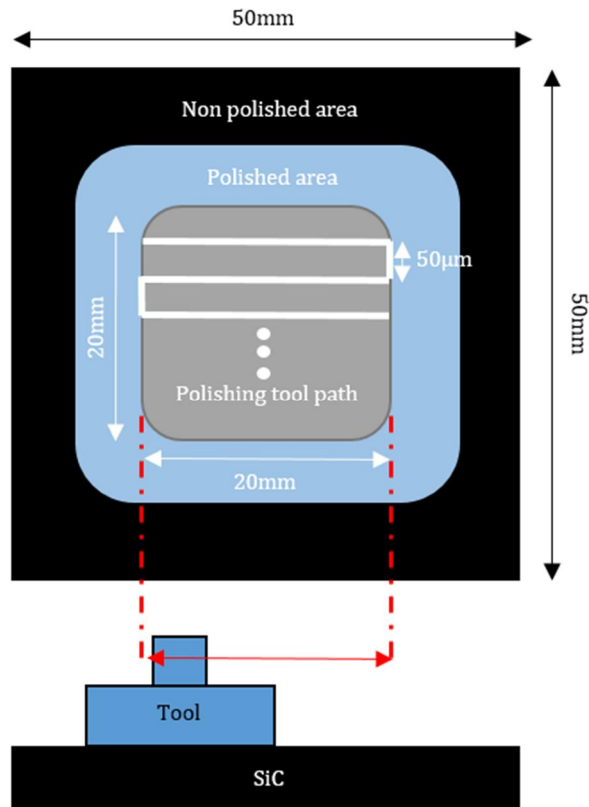 50mm
Non polished area
Polished area
50µm
20mm
50mm
Polishing tool path
20mm
Tool
SiC